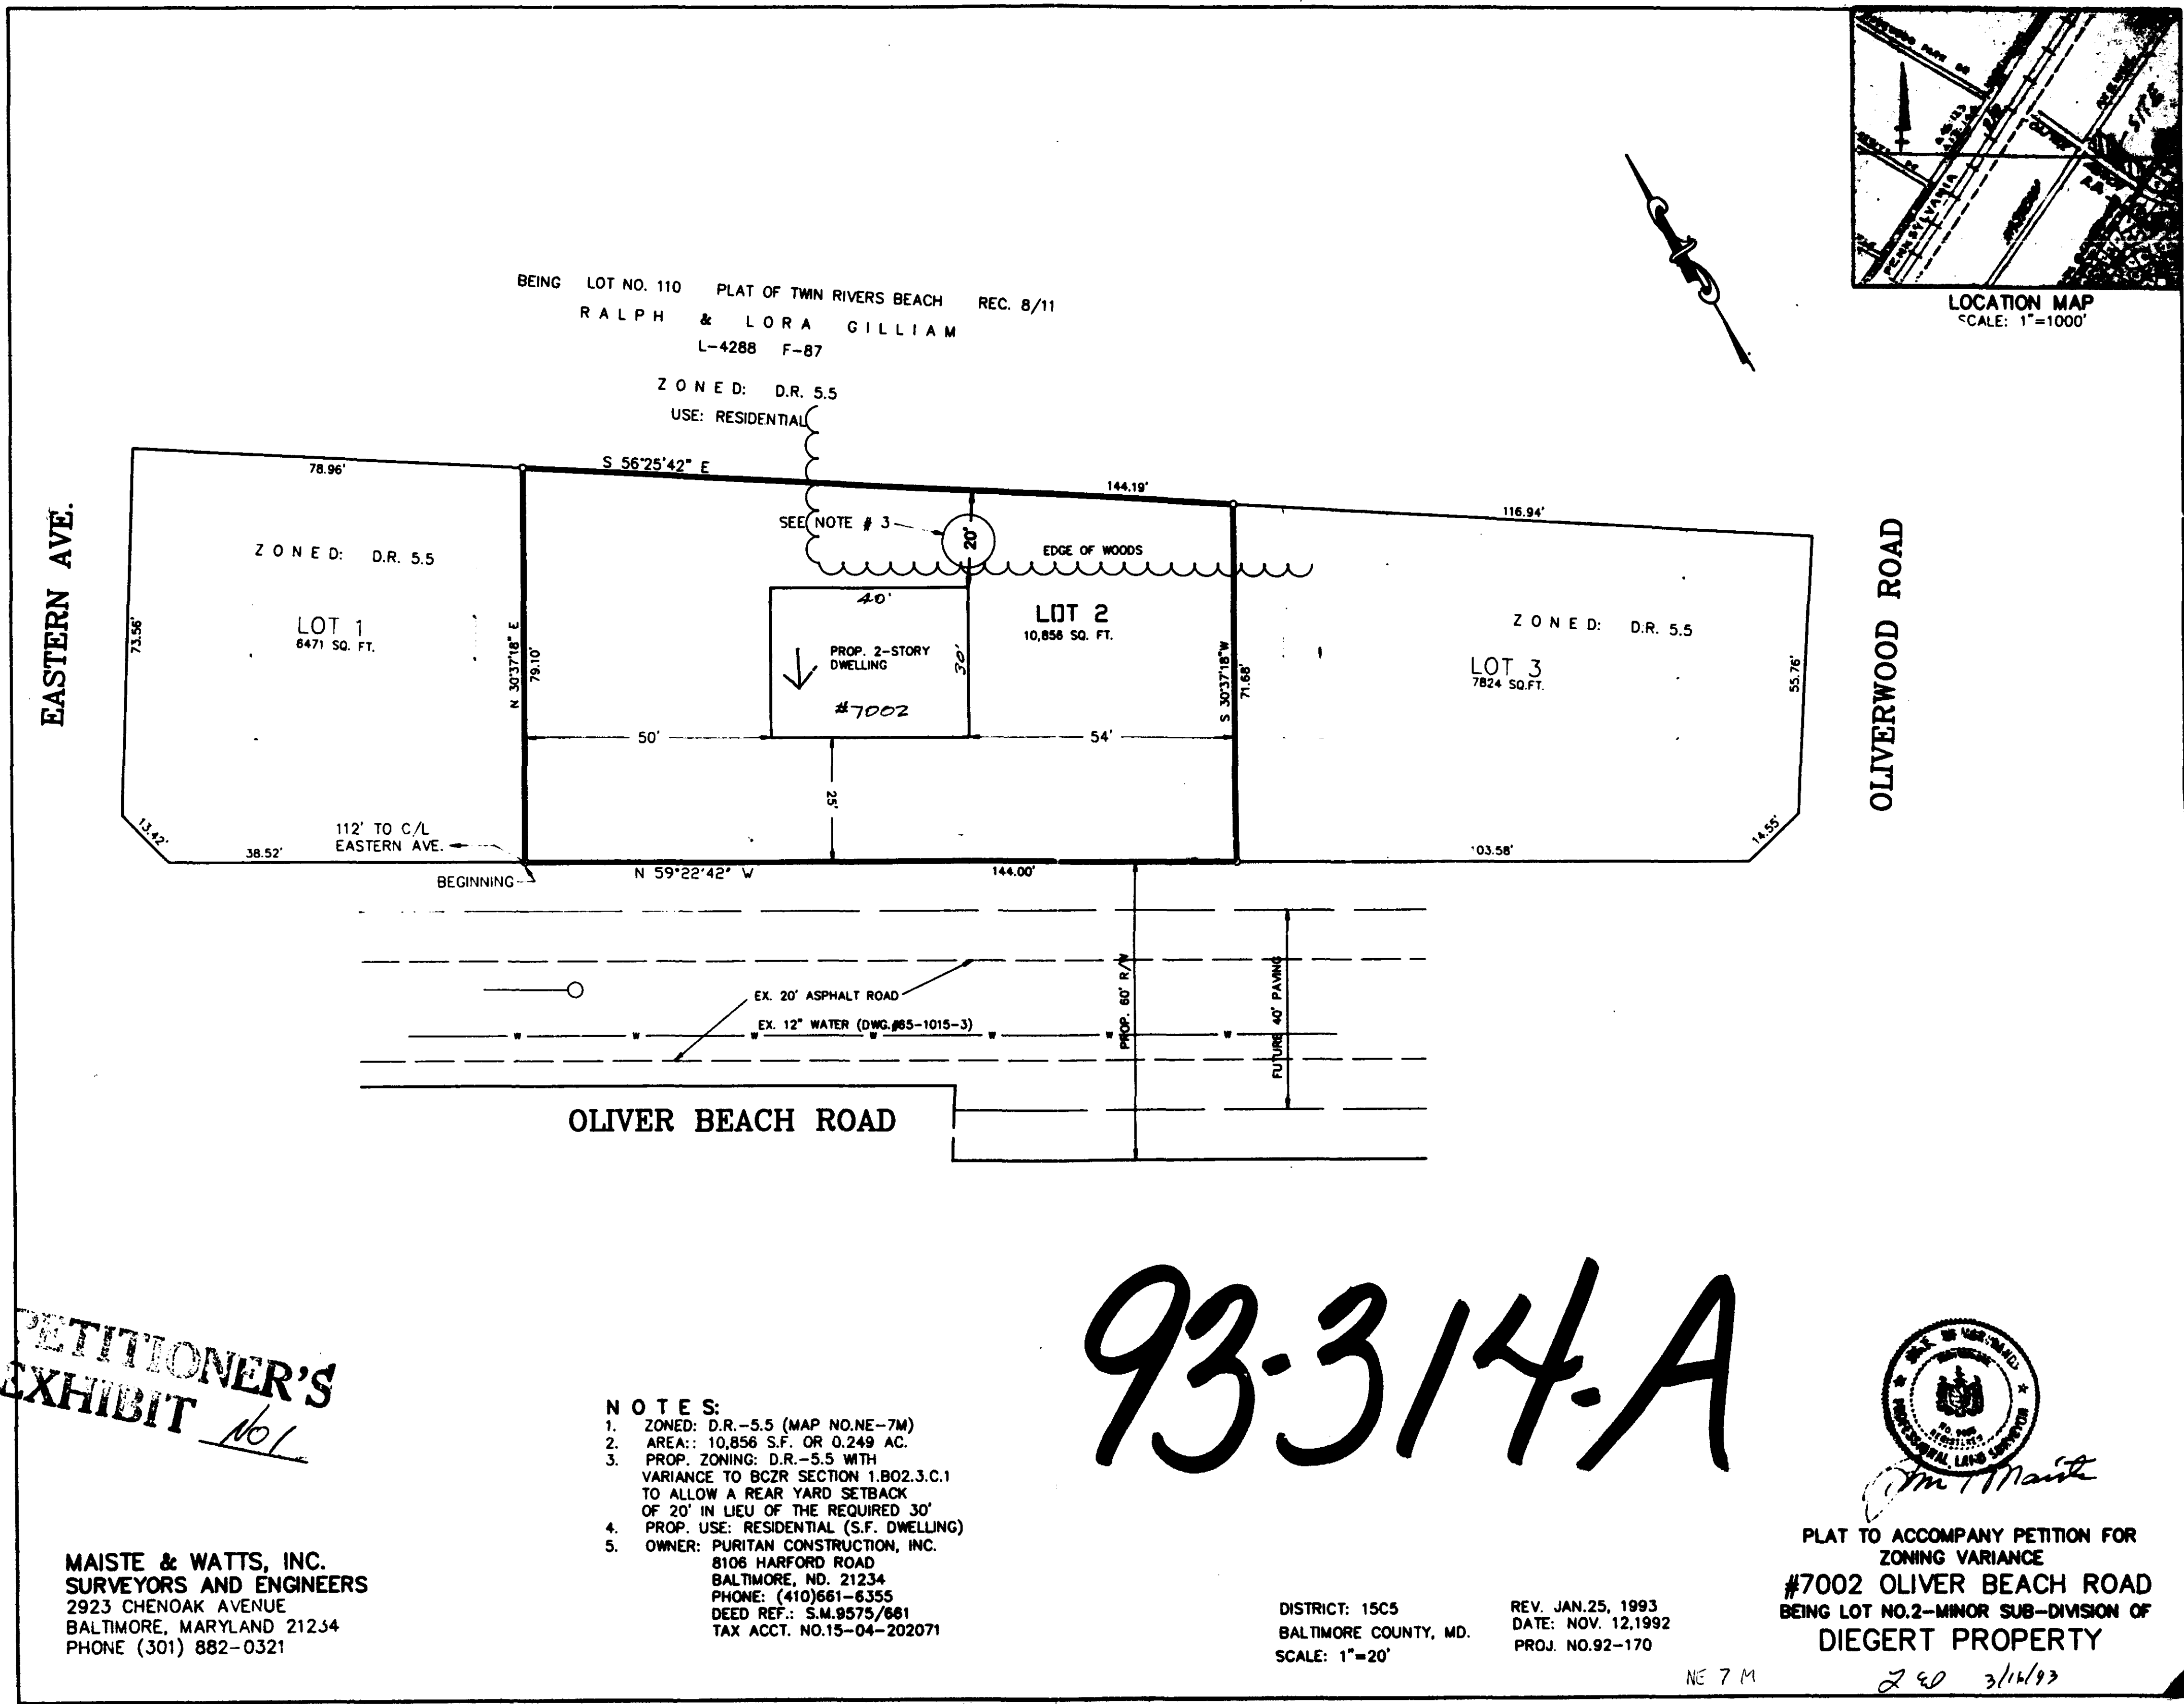 LOCATION MAP
SCALE: 1"=1000'
PENNSYLVANIA
SITE
BEING LOT NO. 110 PLAT OF TWIN RIVERS BEACH REC. 8/11
RALPH & LORA GILLIAM
L-4288 F-87
ZONED: D.R. 5.5
USE: RESIDENTIAL
78.96'
S 56°25'42" E
144.19'
116.94'
SEE NOTE # 3
20'
EDGE OF WOODS
EASTERN AVE.
73.56'
ZONED: D.R. 5.5
LOT 1
6471 SQ. FT.
N 30°37'18" E
79.10'
40'
30'
PROP. 2-STORY
DWELLING
#7002
LOT 2
10,856 SQ. FT.
S 30°37'18" W
71.68'
ZONED: D.R. 5.5
LOT 3
7824 SQ.FT.
55.76'
OLIVERWOOD ROAD
50'
54'
25'
13.42'
38.52'
112' TO C/L
EASTERN AVE.
BEGINNING
N 59°22'42" W
144.00'
103.58'
14.55'
EX. 20' ASPHALT ROAD
EX. 12" WATER (DWG.#85-1015-3)
W W W W W W W
PROP. 60' R/W
FUTURE 40' PAVING
OLIVER BEACH ROAD
93-314-A
PETITIONER'S
EXHIBIT No 1
MAISTE & WATTS, INC.
SURVEYORS AND ENGINEERS
2923 CHENOAK AVENUE
BALTIMORE, MARYLAND 21234
PHONE (301) 882-0321
NOTES:
1. ZONED: D.R.-5.5 (MAP NO.NE-7M)
2. AREA:: 10,856 S.F. OR 0.249 AC.
3. PROP. ZONING: D.R.-5.5 WITH
VARIANCE TO BCZR SECTION 1.BO2.3.C.1
TO ALLOW A REAR YARD SETBACK
OF 20' IN LIEU OF THE REQUIRED 30'
4. PROP. USE: RESIDENTIAL (S.F. DWELLING)
5. OWNER: PURITAN CONSTRUCTION, INC.
8106 HARFORD ROAD
BALTIMORE, ND. 21234
PHONE: (410)661-6355
DEED REF.: S.M.9575/661
TAX ACCT. NO.15-04-202071
DISTRICT: 15C5
BALTIMORE COUNTY, MD.
SCALE: 1"=20'
REV. JAN.25, 1993
DATE: NOV. 12,1992
PROJ. NO.92-170
STATE OF MARYLAND
REGISTERED
PROFESSIONAL LAND SURVEYOR
PLAT TO ACCOMPANY PETITION FOR
ZONING VARIANCE
#7002 OLIVER BEACH ROAD
BEING LOT NO.2-MINOR SUB-DIVISION OF
DIEGERT PROPERTY
NE 7 M
3/16/93